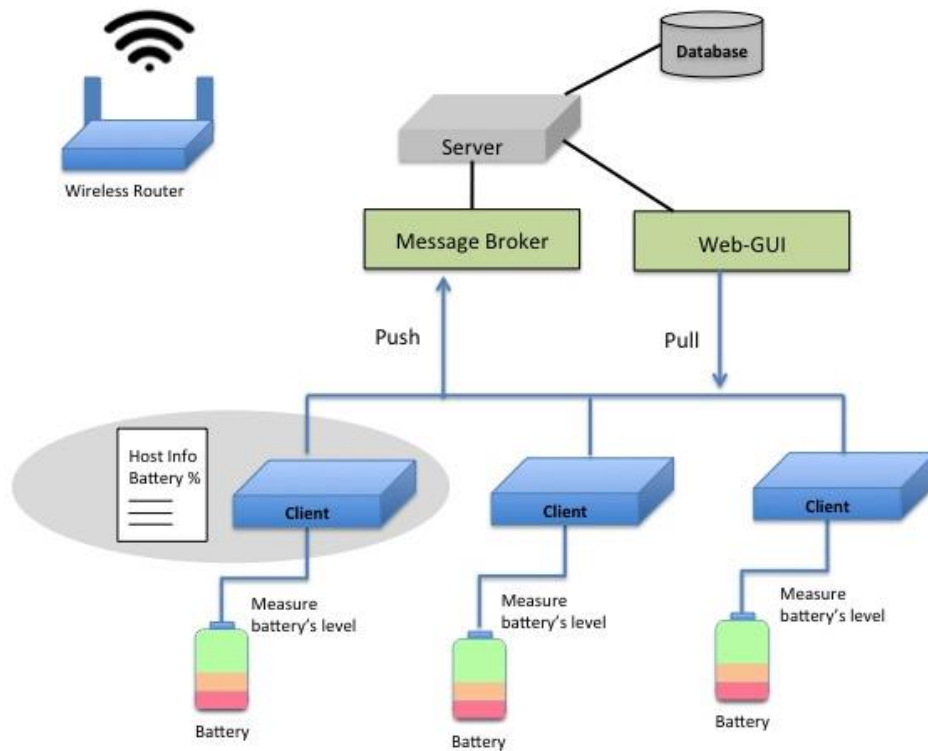 Database
Server
Wireless Router
Message Broker
Web-GUI
Push
Pull
Host Info
Battery %
Client
Client
Client
Measure
battery's level
Measure
battery's level
Measure
battery's level
Battery
Battery
Battery